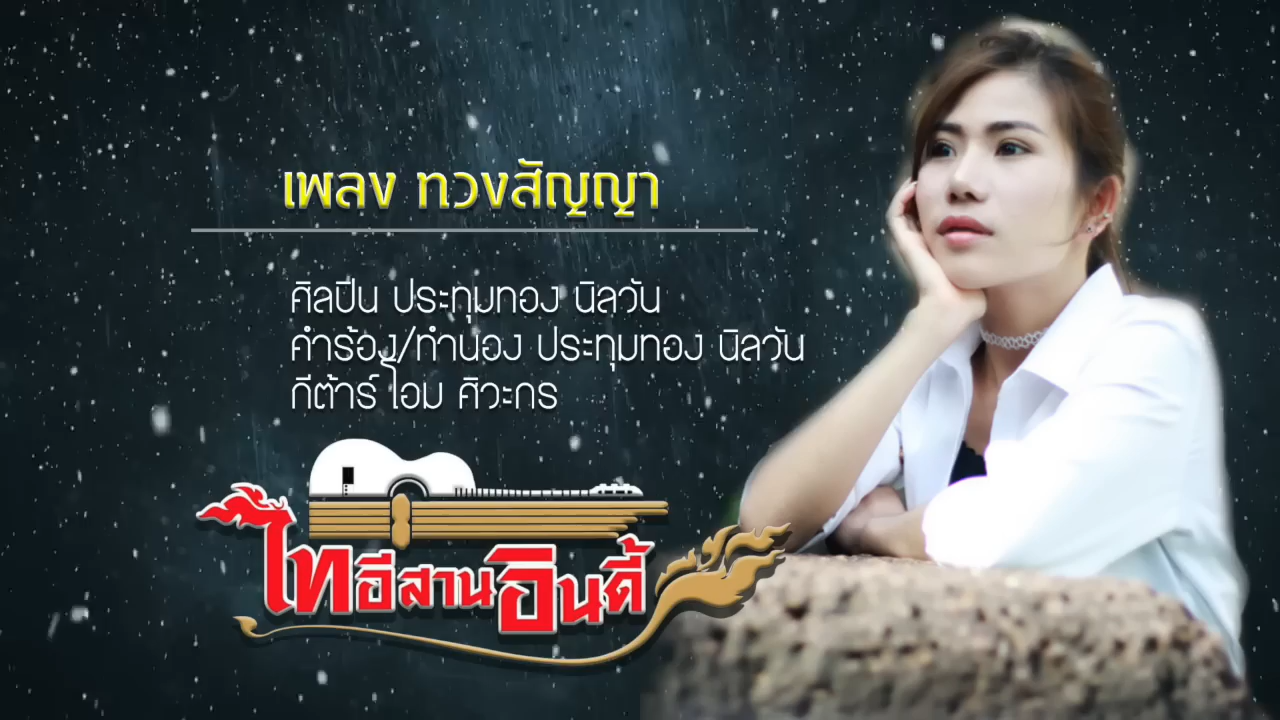 เพลง ทวงสัญญา
ศิลปิน ประทุมทอง นิลวัน
คำร้อง/ทำนอง ประทุมทอง นิลวัน
กีต้าร์ โอม ศิวะกร
ไทอีสานอินดี้